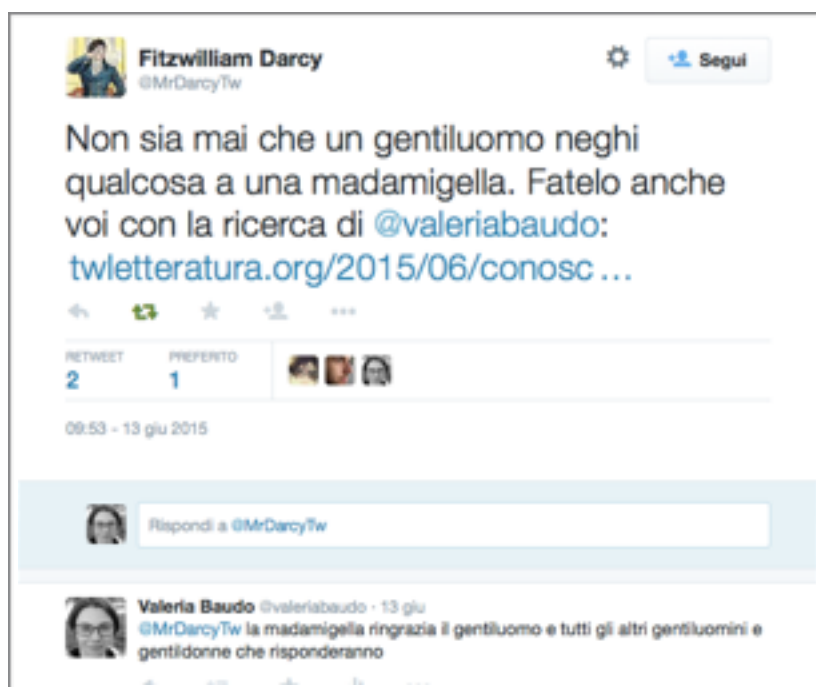 Fitzwilliam Darcy
@MrDarcyTw
Segui
Non sia mai che un gentiluomo neghi
qualcosa a una madamigella. Fatelo anche
voi con la ricerca di @valeriabaudo:
twletteratura.org/2015/06/conosc ...
RETWEET PREFERITO
2 1
09:53 - 13 giu 2015
Rispondi a @MrDarcyTw
Valeria Baudo @valeriabaudo · 13 giu
@MrDarcyTw la madamigella ringrazia il gentiluomo e tutti gli altri gentiluomini e
gentildonne che risponderanno